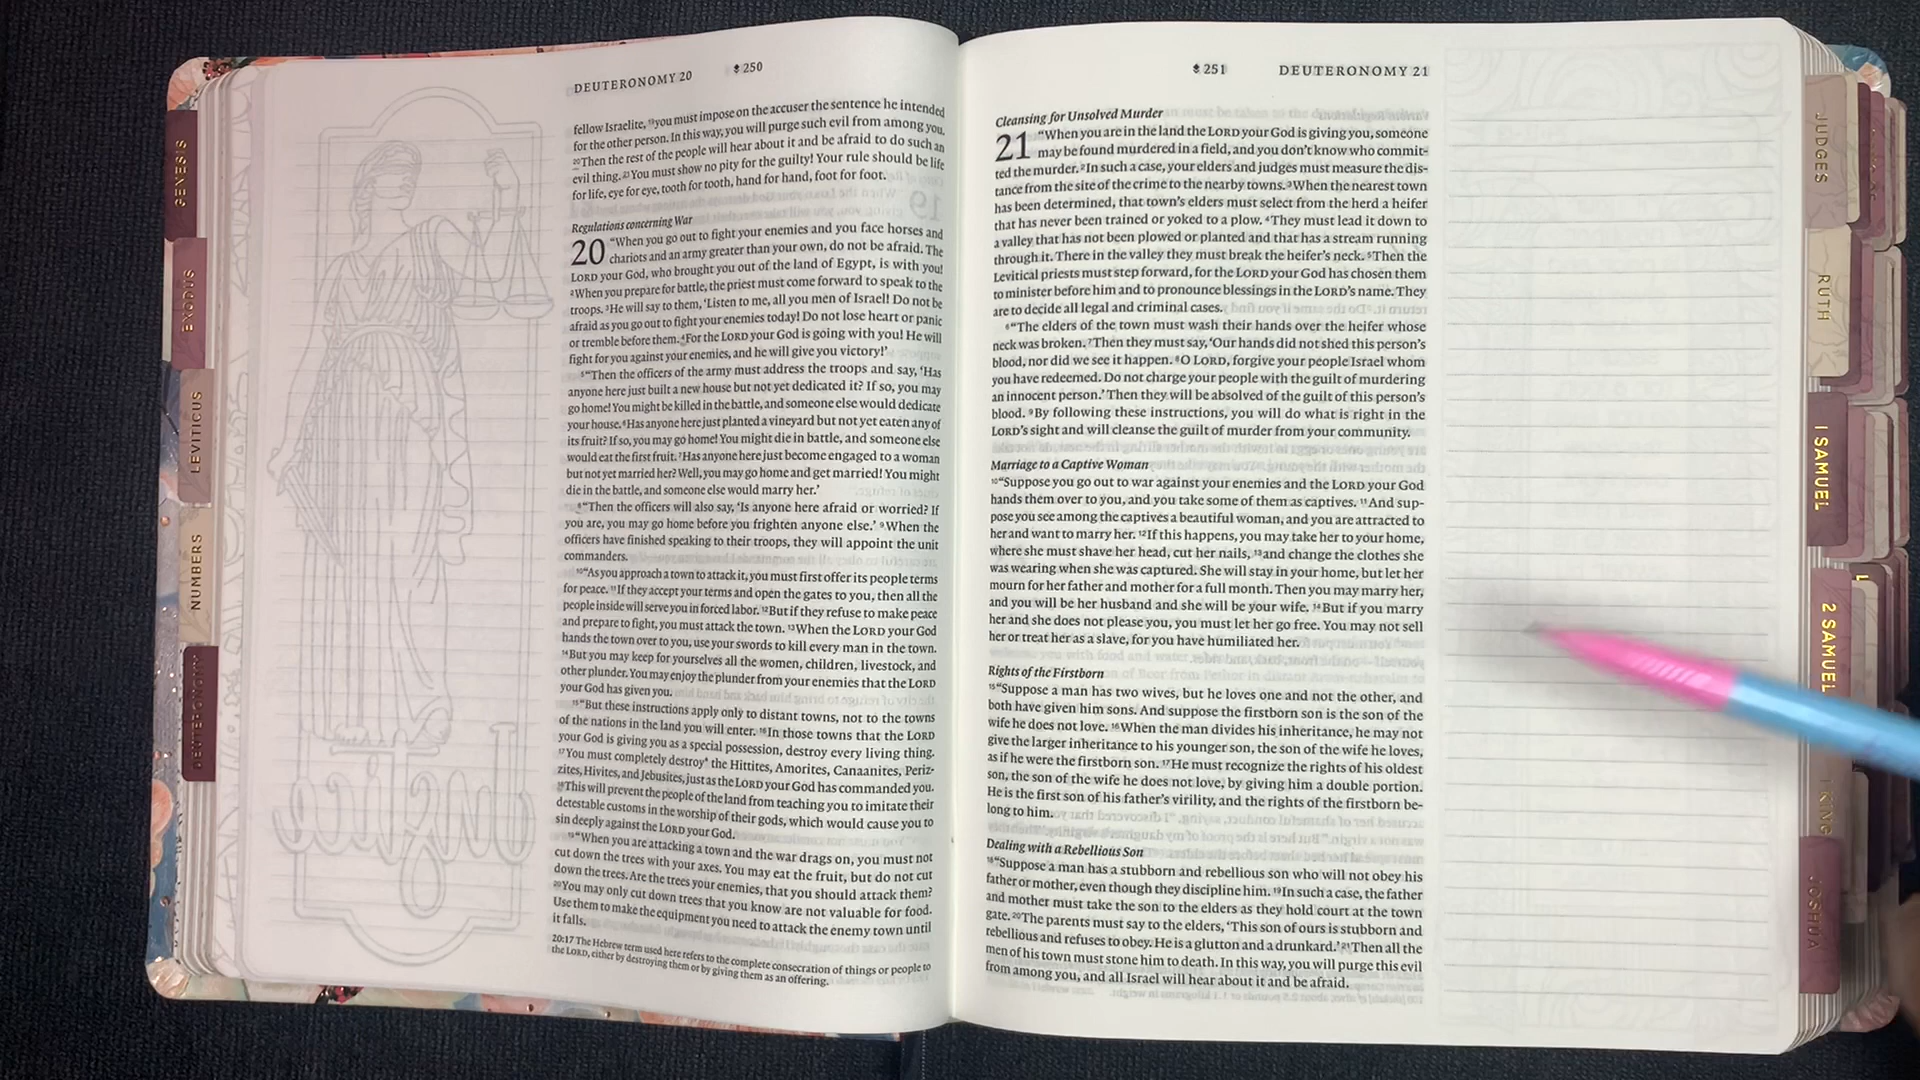 GENESIS
EXODUS
LEVITICUS
NUMBERS
DEUTERONOMY
DEUTERONOMY 20 250
fellow Israelite, 19you must impose on the accuser the sentence he intended
for the other person. In this way, you will purge such evil from among you.
20Then the rest of the people will hear about it and be afraid to do such an
evil thing. 21You must show no pity for the guilty! Your rule should be life
for life, eye for eye, tooth for tooth, hand for hand, foot for foot.
Regulations concerning War
20 “When you go out to fight your enemies and you face horses and
chariots and an army greater than your own, do not be afraid. The
LORD your God, who brought you out of the land of Egypt, is with you!
2When you prepare for battle, the priest must come forward to speak to the
troops. 3He will say to them, ‘Listen to me, all you men of Israel! Do not be
afraid as you go out to fight your enemies today! Do not lose heart or panic
or tremble before them. 4For the LORD your God is going with you! He will
fight for you against your enemies, and he will give you victory!’
5“Then the officers of the army must address the troops and say, ‘Has
anyone here just built a new house but not yet dedicated it? If so, you may
go home! You might be killed in the battle, and someone else would dedicate
your house. 6Has anyone here just planted a vineyard but not yet eaten any of
its fruit? If so, you may go home! You might die in battle, and someone else
would eat the first fruit. 7Has anyone here just become engaged to a woman
but not yet married her? Well, you may go home and get married! You might
die in the battle, and someone else would marry her.’
8“Then the officers will also say, ‘Is anyone here afraid or worried? If
you are, you may go home before you frighten anyone else.’ 9When the
officers have finished speaking to their troops, they will appoint the unit
commanders.
10“As you approach a town to attack it, you must first offer its people terms
for peace. 11If they accept your terms and open the gates to you, then all the
people inside will serve you in forced labor. 12But if they refuse to make peace
and prepare to fight, you must attack the town. 13When the LORD your God
hands the town over to you, use your swords to kill every man in the town.
14But you may keep for yourselves all the women, children, livestock, and
other plunder. You may enjoy the plunder from your enemies that the LORD
your God has given you.
15“But these instructions apply only to distant towns, not to the towns
of the nations in the land you will enter. 16In those towns that the LORD
your God is giving you as a special possession, destroy every living thing.
17You must completely destroy* the Hittites, Amorites, Canaanites, Periz-
zites, Hivites, and Jebusites, just as the LORD your God has commanded you.
18This will prevent the people of the land from teaching you to imitate their
detestable customs in the worship of their gods, which would cause you to
sin deeply against the LORD your God.
19“When you are attacking a town and the war drags on, you must not
cut down the trees with your axes. You may eat the fruit, but do not cut
down the trees. Are the trees your enemies, that you should attack them?
20You may only cut down trees that you know are not valuable for food.
Use them to make the equipment you need to attack the enemy town until
it falls.
20:17 The Hebrew term used here refers to the complete consecration of things or people to
the LORD, either by destroying them or by giving them as an offering.
251 DEUTERONOMY 21
Cleansing for Unsolved Murder
21 “When you are in the land the LORD your God is giving you, someone
may be found murdered in a field, and you don’t know who commit-
ted the murder. 2In such a case, your elders and judges must measure the dis-
tance from the site of the crime to the nearby towns. 3When the nearest town
has been determined, that town’s elders must select from the herd a heifer
that has never been trained or yoked to a plow. 4They must lead it down to
a valley that has not been plowed or planted and that has a stream running
through it. There in the valley they must break the heifer’s neck. 5Then the
Levitical priests must step forward, for the LORD your God has chosen them
to minister before him and to pronounce blessings in the LORD’s name. They
are to decide all legal and criminal cases.
6“The elders of the town must wash their hands over the heifer whose
neck was broken. 7Then they must say, ‘Our hands did not shed this person’s
blood, nor did we see it happen. 8O LORD, forgive your people Israel whom
you have redeemed. Do not charge your people with the guilt of murdering
an innocent person.’ Then they will be absolved of the guilt of this person’s
blood. 9By following these instructions, you will do what is right in the
LORD’s sight and will cleanse the guilt of murder from your community.
Marriage to a Captive Woman
10“Suppose you go out to war against your enemies and the LORD your God
hands them over to you, and you take some of them as captives. 11And sup-
pose you see among the captives a beautiful woman, and you are attracted to
her and want to marry her. 12If this happens, you may take her to your home,
where she must shave her head, cut her nails, 13and change the clothes she
was wearing when she was captured. She will stay in your home, but let her
mourn for her father and mother for a full month. Then you may marry her,
and you will be her husband and she will be your wife. 14But if you marry
her and she does not please you, you must let her go free. You may not sell
her or treat her as a slave, for you have humiliated her.
Rights of the Firstborn
15“Suppose a man has two wives, but he loves one and not the other, and
both have given him sons. And suppose the firstborn son is the son of the
wife he does not love. 16When the man divides his inheritance, he may not
give the larger inheritance to his younger son, the son of the wife he loves,
as if he were the firstborn son. 17He must recognize the rights of his oldest
son, the son of the wife he does not love, by giving him a double portion.
He is the first son of his father’s virility, and the rights of the firstborn be-
long to him.
Dealing with a Rebellious Son
18“Suppose a man has a stubborn and rebellious son who will not obey his
father or mother, even though they discipline him. 19In such a case, the father
and mother must take the son to the elders as they hold court at the town
gate. 20The parents must say to the elders, ‘This son of ours is stubborn and
rebellious and refuses to obey. He is a glutton and a drunkard.’ 21Then all the
men of his town must stone him to death. In this way, you will purge this evil
from among you, and all Israel will hear about it and be afraid.
JUDGES
RUTH
1 SAMUEL
2 SAMUEL
JOSHUA